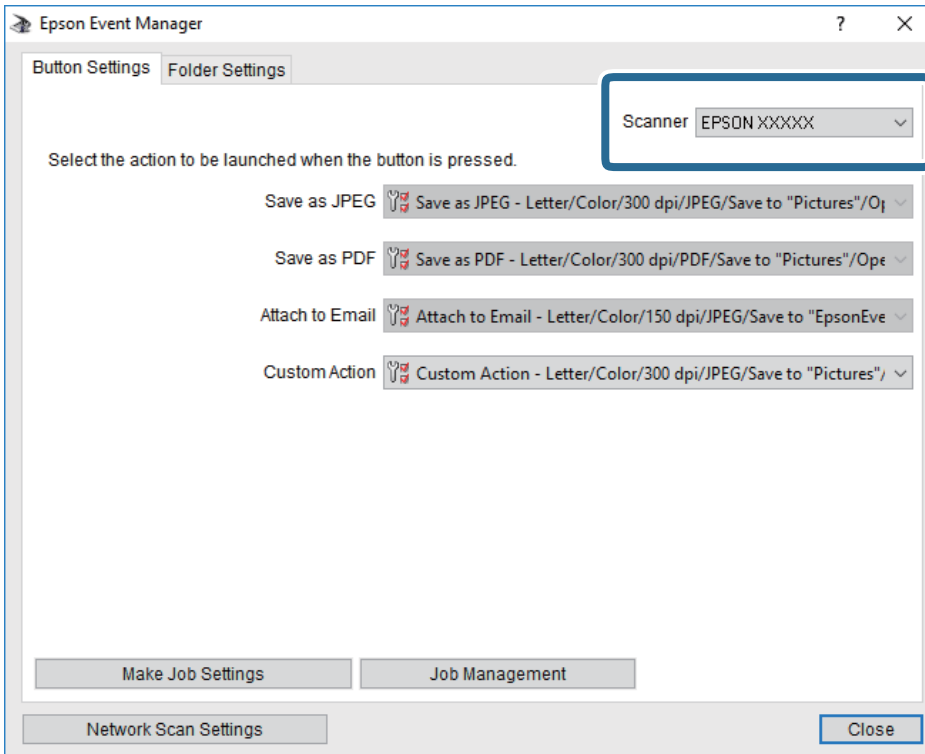 Epson Event Manager ?
Button Settings Folder Settings
Scanner EPSON XXXXX
Select the action to be launched when the button is pressed.
Save as JPEG Save as JPEG - Letter/Color/300 dpi/JPEG/Save to "Pictures"/Op
Save as PDF Save as PDF - Letter/Color/300 dpi/PDF/Save to "Pictures"/Ope
Attach to Email Attach to Email - Letter/Color/150 dpi/JPEG/Save to "EpsonEve
Custom Action Custom Action - Letter/Color/300 dpi/JPEG/Save to "Pictures"/
Make Job Settings Job Management
Network Scan Settings Close